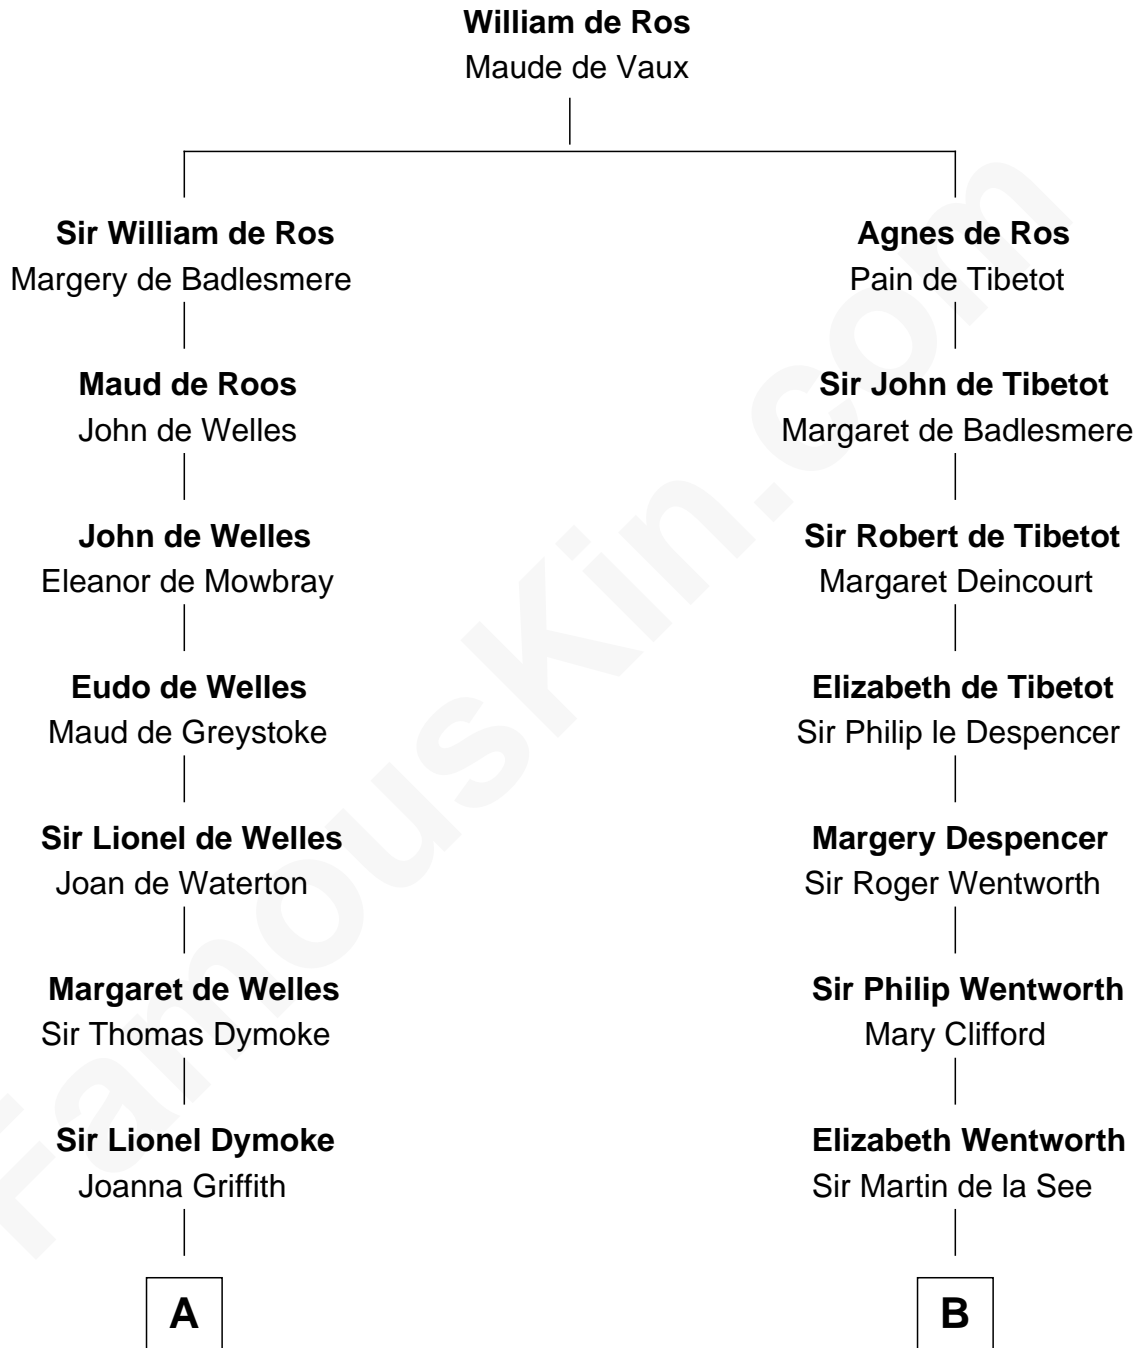 William de Ros
Maude de Vaux
Sir William de Ros
Margery de Badlesmere
Agnes de Ros
Pain de Tibetot
Maud de Roos
John de Welles
Sir John de Tibetot
Margaret de Badlesmere
John de Welles
Eleanor de Mowbray
Sir Robert de Tibetot
Margaret Deincourt
Eudo de Welles
Maud de Greystoke
Elizabeth de Tibetot
Sir Philip le Despencer
Sir Lionel de Welles
Joan de Waterton
Margery Despencer
Sir Roger Wentworth
Margaret de Welles
Sir Thomas Dymoke
Sir Philip Wentworth
Mary Clifford
Sir Lionel Dymoke
Joanna Griffith
Elizabeth Wentworth
Sir Martin de la See
A
B
FamousKin.com